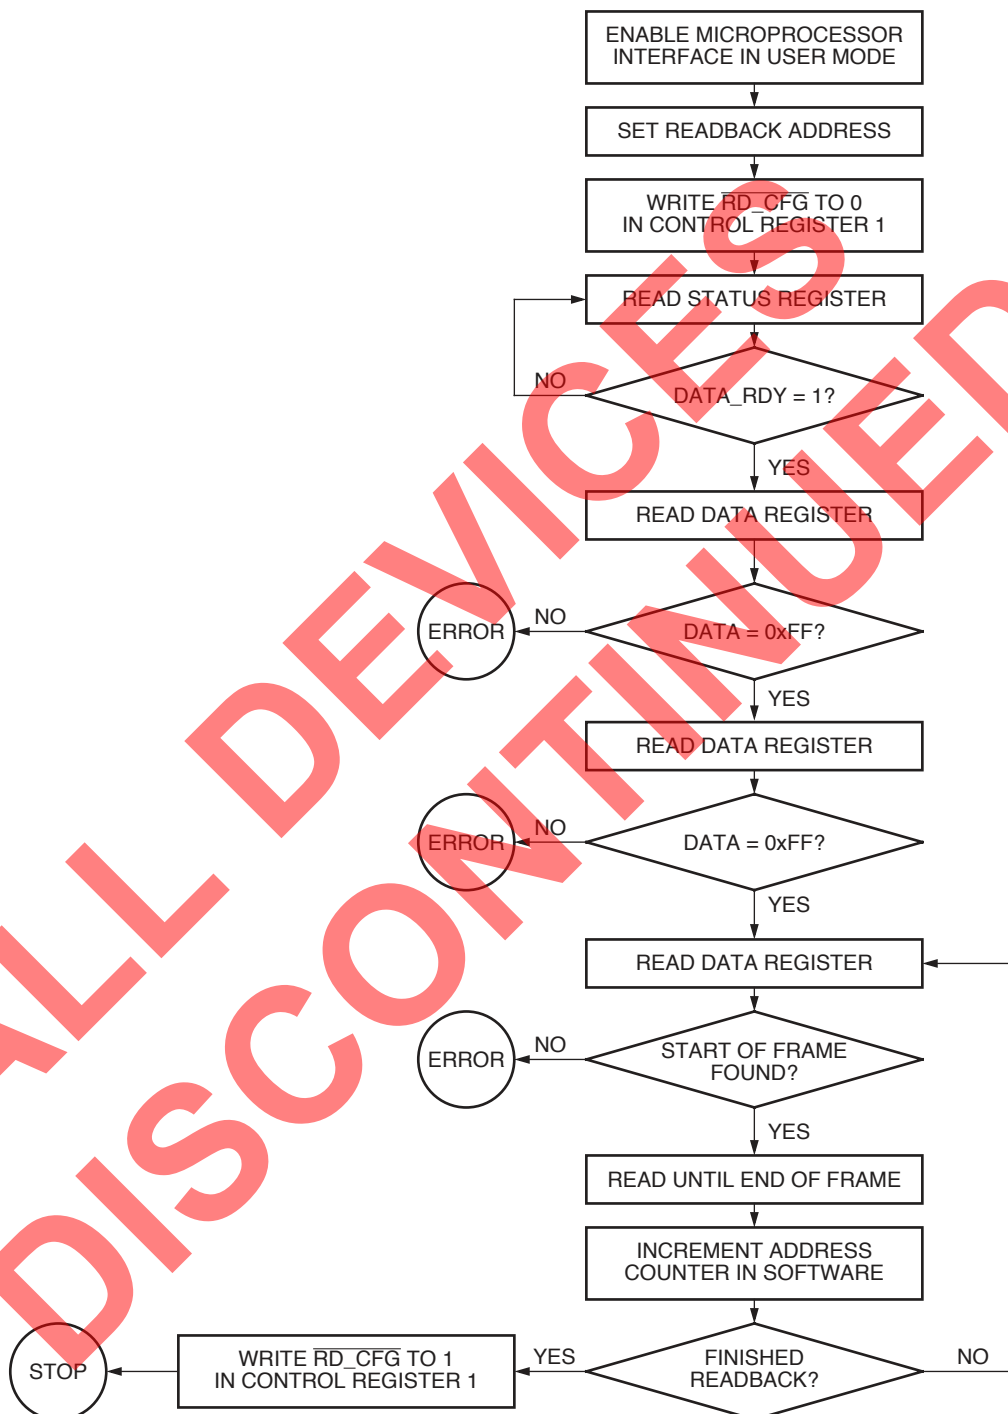 ENABLE MICROPROCESSOR
INTERFACE IN USER MODE
SET READBACK ADDRESS
WRITE RD_CFG TO 0
IN CONTROL REGISTER 1
READ STATUS REGISTER
NO
DATA_RDY = 1?
YES
READ DATA REGISTER
ERROR
NO
DATA = 0xFF?
YES
READ DATA REGISTER
ERROR
NO
DATA = 0xFF?
YES
READ DATA REGISTER
ERROR
NO
START OF FRAME
FOUND?
YES
READ UNTIL END OF FRAME
INCREMENT ADDRESS
COUNTER IN SOFTWARE
STOP
WRITE RD_CFG TO 1
IN CONTROL REGISTER 1
YES
FINISHED
READBACK?
NO
ALL DEVICES
DISCONTINUED